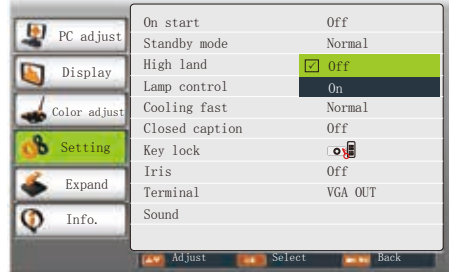 PC adjust
Display
Color adjust
Setting
Expand
Info.
On start Off
Standby mode Normal
High land Off
Lamp control On
Cooling fast Normal
Closed caption Off
Key lock
Iris Off
Terminal VGA OUT
Sound
Adjust Select Back